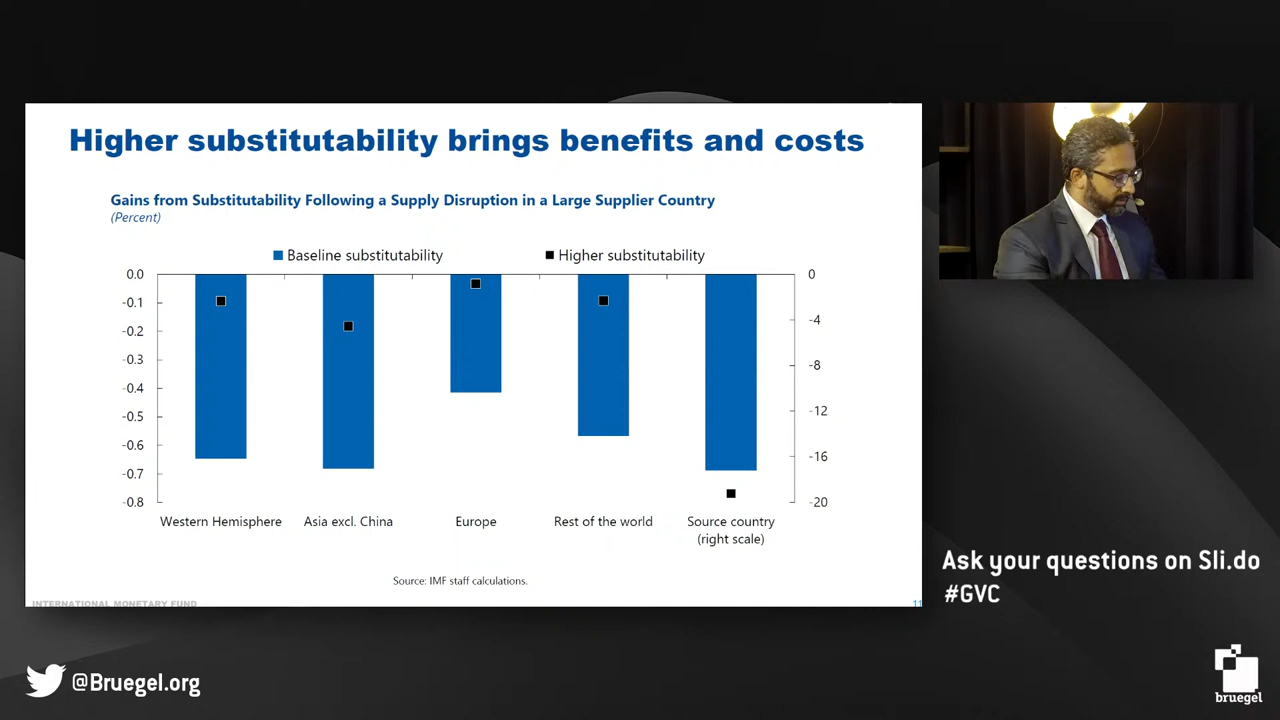 Higher substitutability brings benefits and costs
Gains from Substitutability Following a Supply Disruption in a Large Supplier Country
(Percent)
Baseline substitutability
Higher substitutability
0.0
-0.1
-0.2
-0.3
-0.4
-0.5
-0.6
-0.7
-0.8
0
-4
-8
-12
-16
-20
Western Hemisphere
Asia excl. China
Europe
Rest of the world
Source country
(right scale)
Source: IMF staff calculations.
INTERNATIONAL MONETARY FUND
11
Ask your questions on Sli.do
#GVC
@Bruegel.org
bruegel